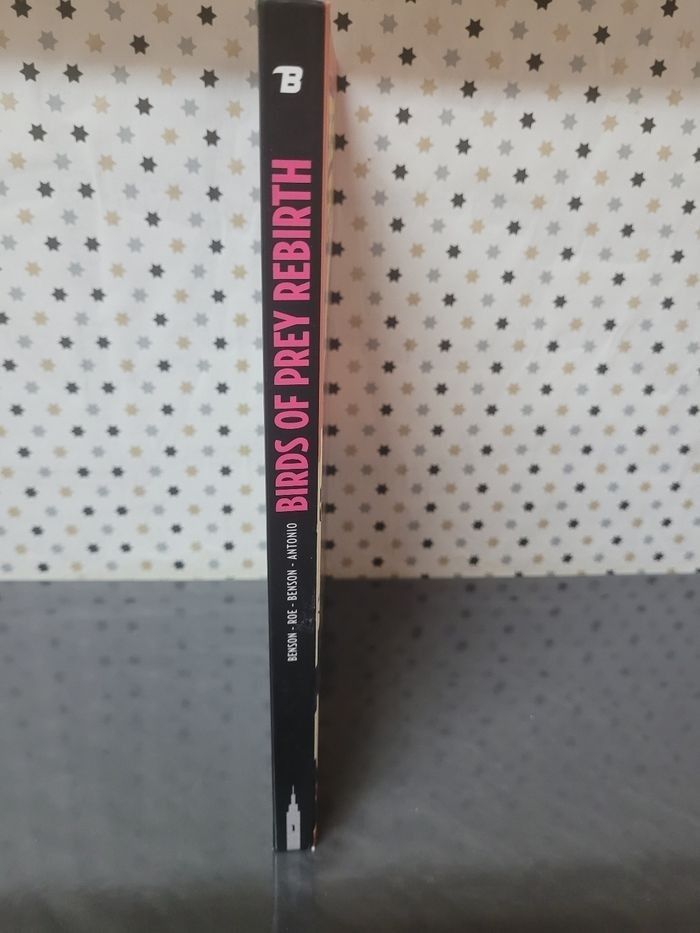 B
BIRDS OF PREY REBIRTH
BENSON - ROE - BENSON - ANTONIO